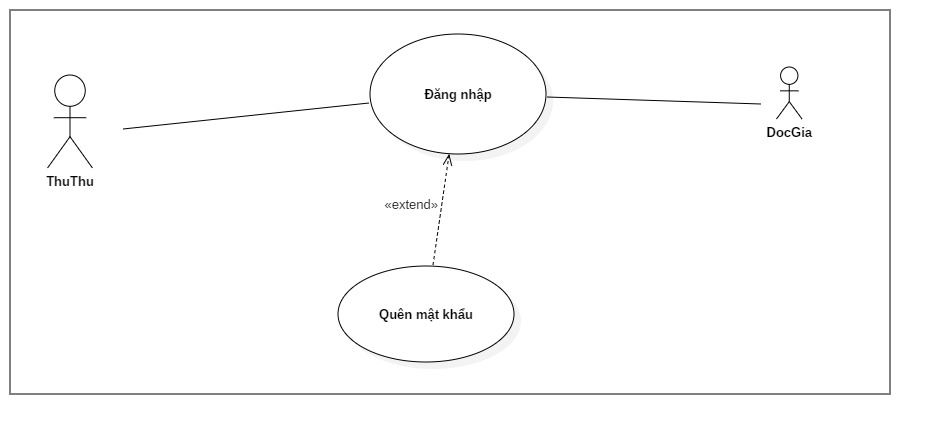 Đăng nhập
DocGia
ThuThu
«extend»
Quên mật khẩu